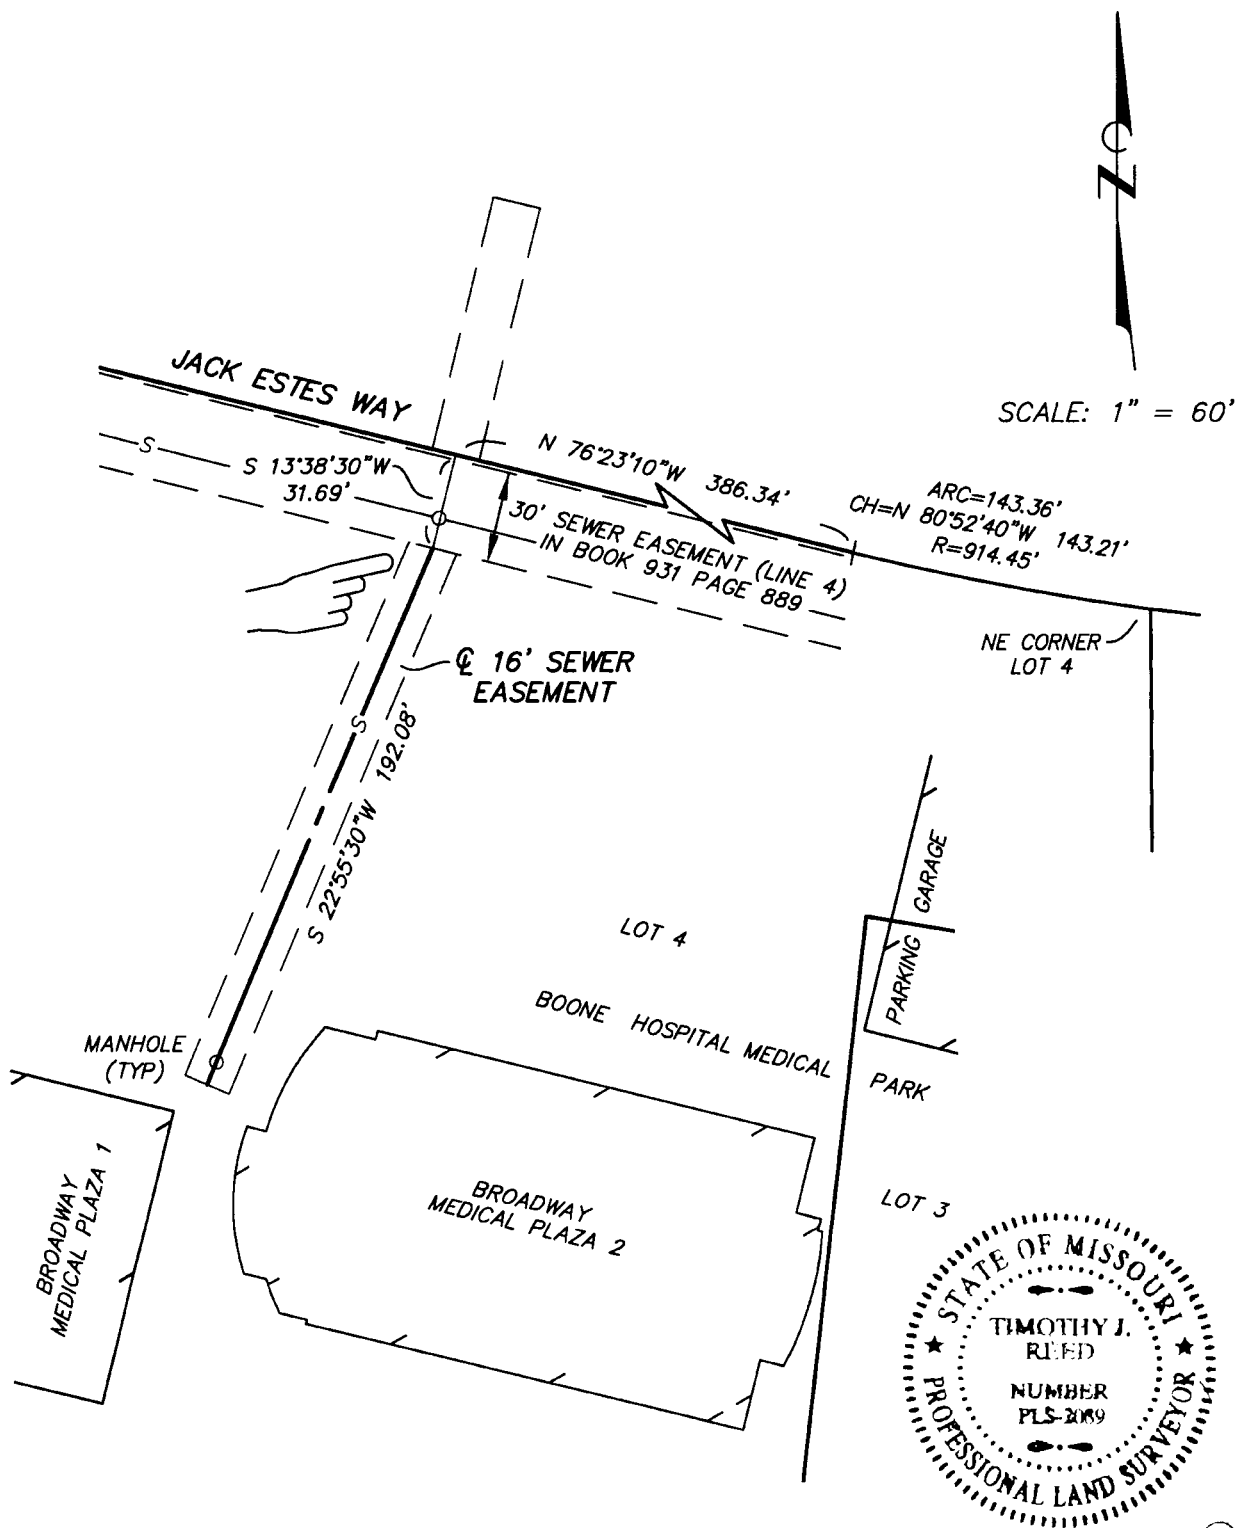 N
SCALE: 1" = 60'
JACK ESTES WAY
S
S 13°38'30"W
31.69'
N 76°23'10"W 386.34'
ARC=143.36'
CH=N 80°52'40"W 143.21'
R=914.45'
30' SEWER EASEMENT (LINE 4)
IN BOOK 931 PAGE 889
NE CORNER
LOT 4
℄ 16' SEWER
EASEMENT
S
S 22°55'30"W 192.08'
PARKING GARAGE
LOT 4
BOONE HOSPITAL MEDICAL PARK
MANHOLE
(TYP)
BROADWAY
MEDICAL PLAZA 1
BROADWAY
MEDICAL PLAZA 2
LOT 3
STATE OF MISSOURI
TIMOTHY J.
REED
NUMBER
PLS-2089
PROFESSIONAL LAND SURVEYOR